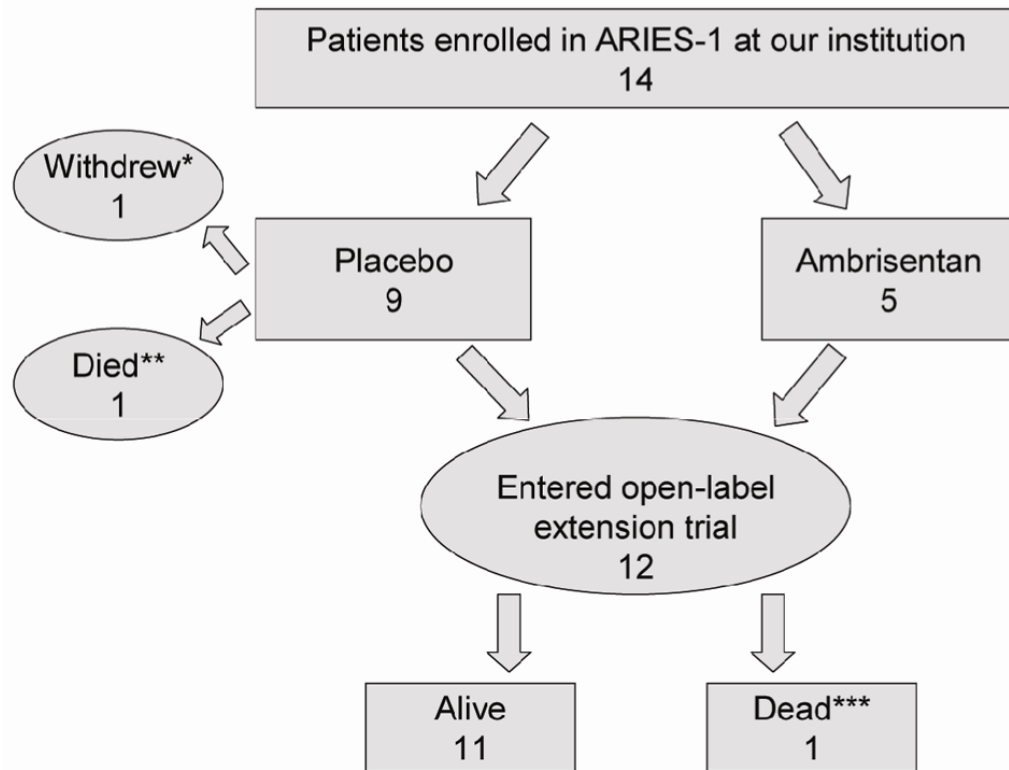 Patients enrolled in ARIES-1 at our institution
14
Withdrew*
1
Placebo
9
Ambrisentan
5
Died**
1
Entered open-label
extension trial
12
Alive
11
Dead***
1